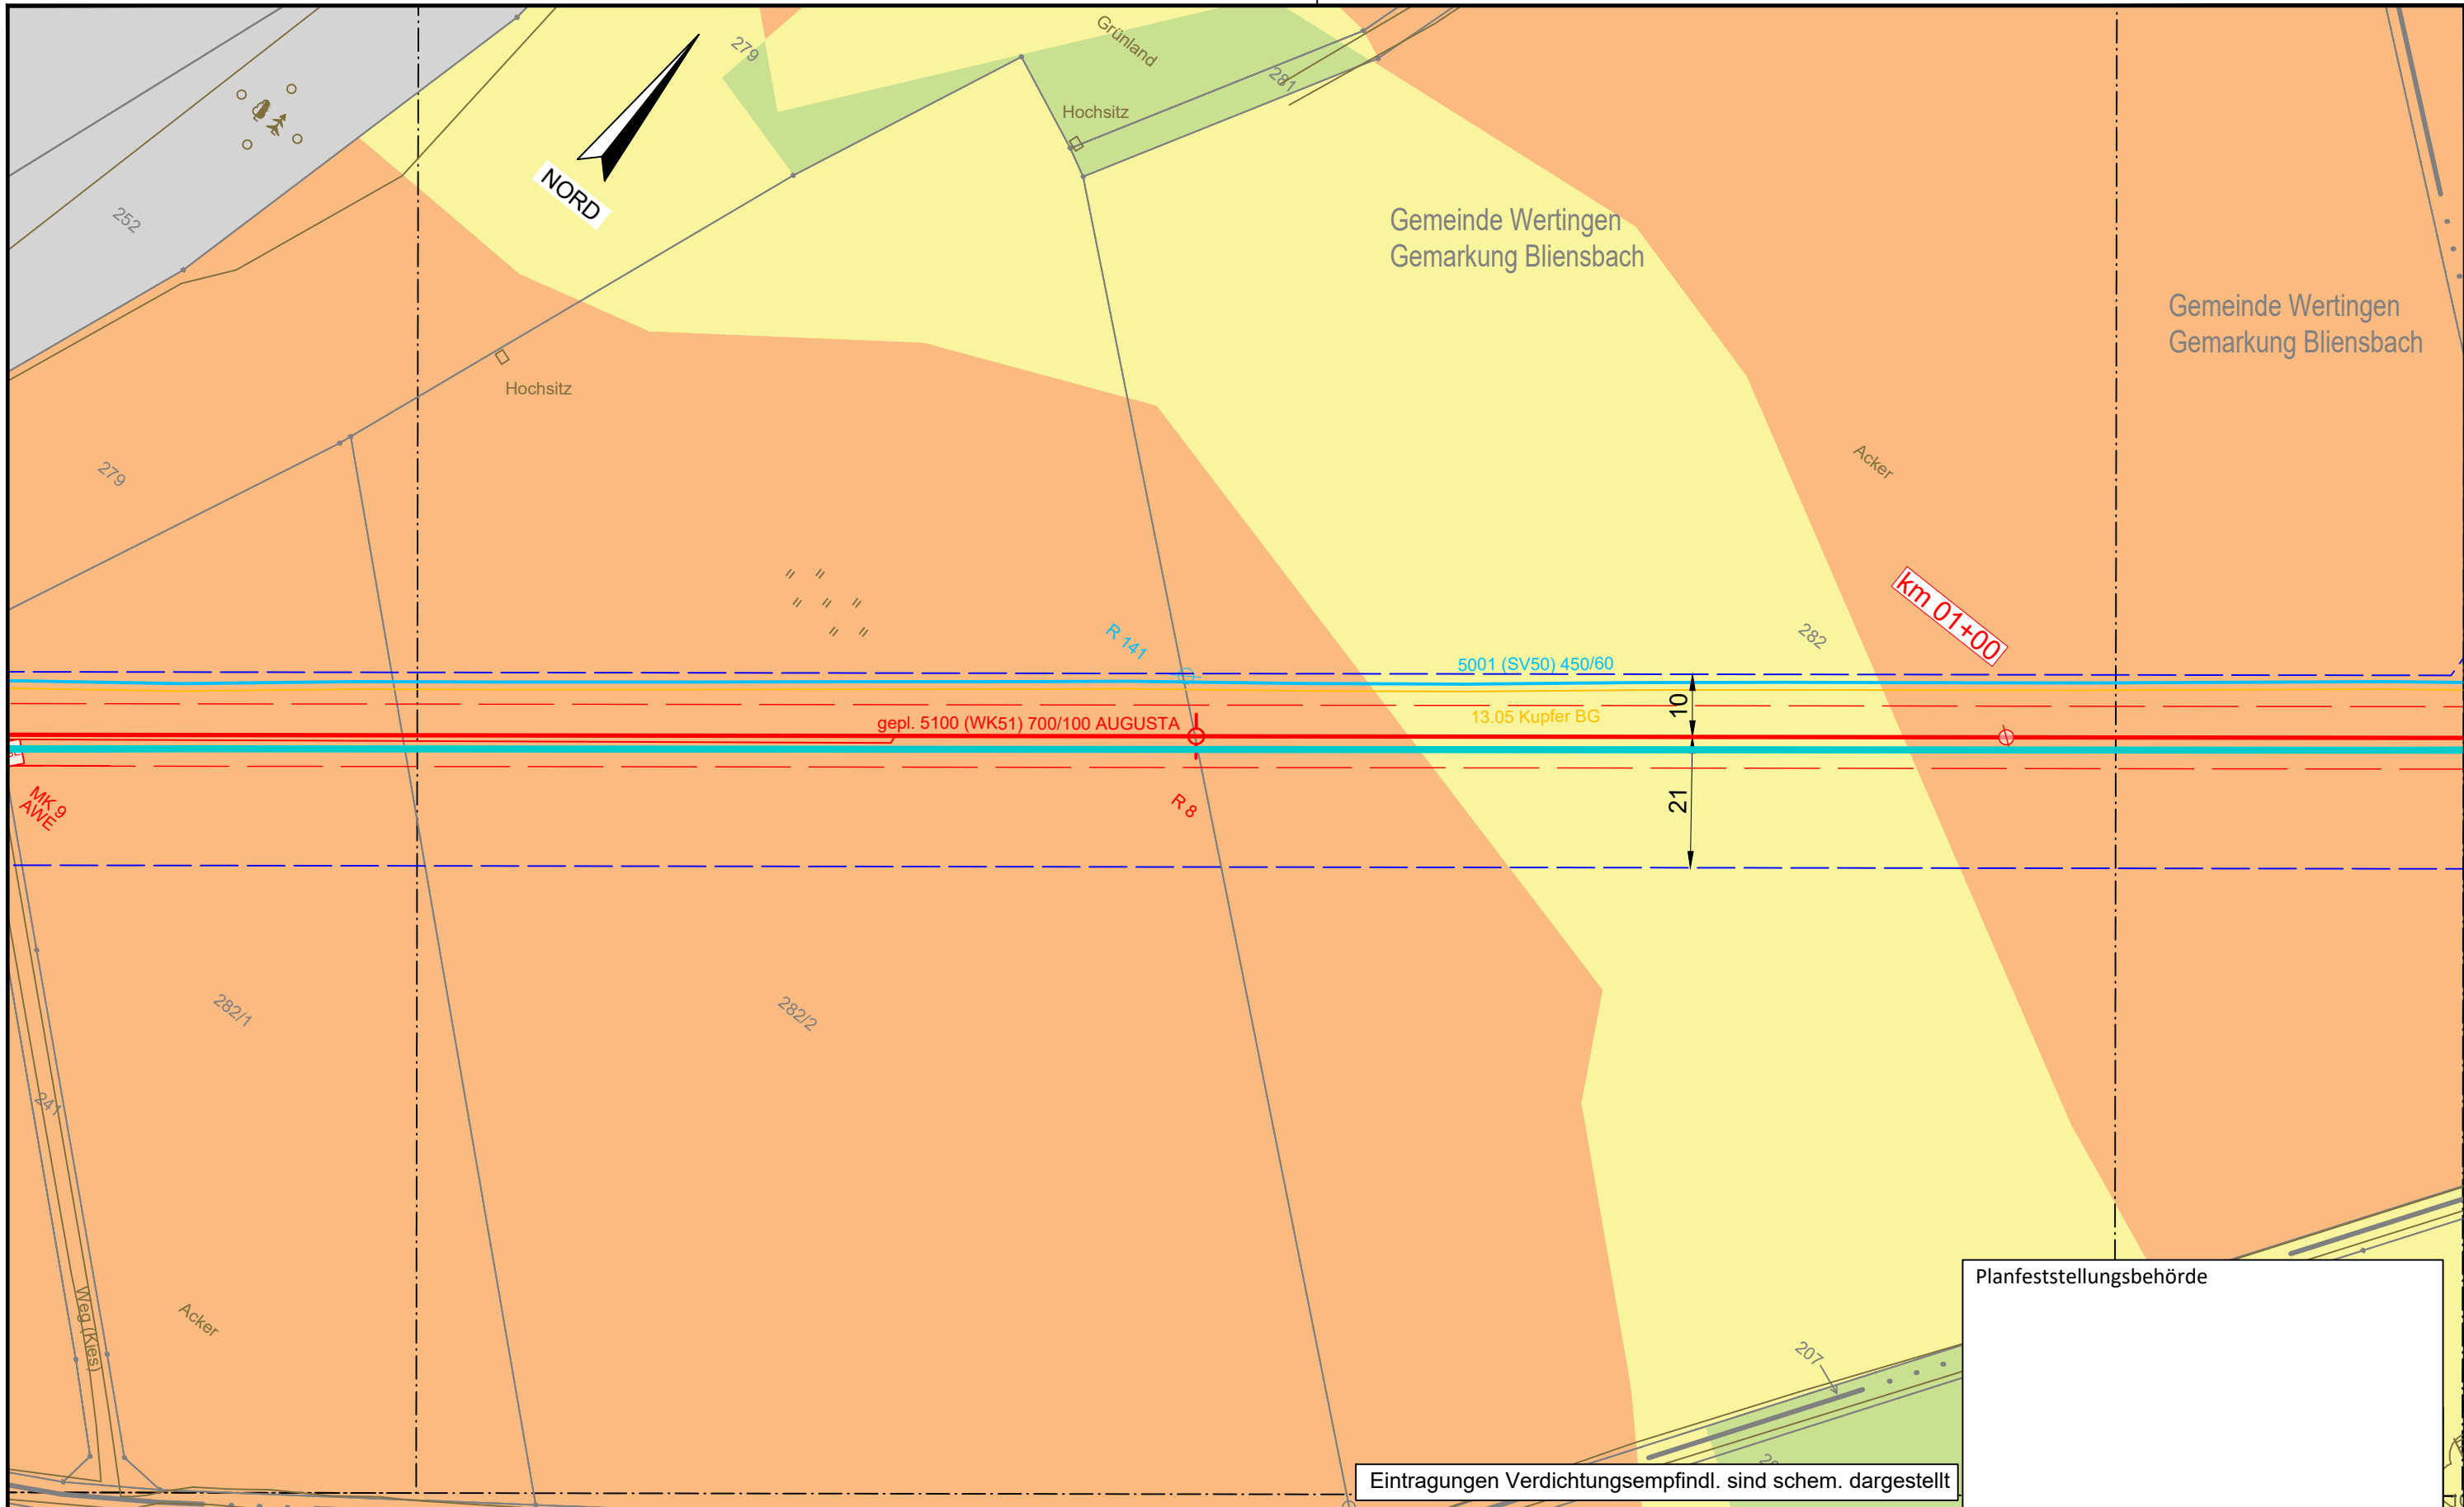 279
Grünland
281
Hochsitz
NORD
252
Gemeinde Wertingen
Gemarkung Bliensbach
Gemeinde Wertingen
Gemarkung Bliensbach
Hochsitz
279
Acker
km 01+00
R 141
282
5001 (SV50) 450/60
10
13.05 Kupfer BG
gepl. 5100 (WK51) 700/100 AUGUSTA
MK 9
AWE
R 8
21
282/1
282/2
241
Weg (Kies)
Acker
207
Planfeststellungsbehörde
Eintragungen Verdichtungsempfindl. sind schem. dargestellt